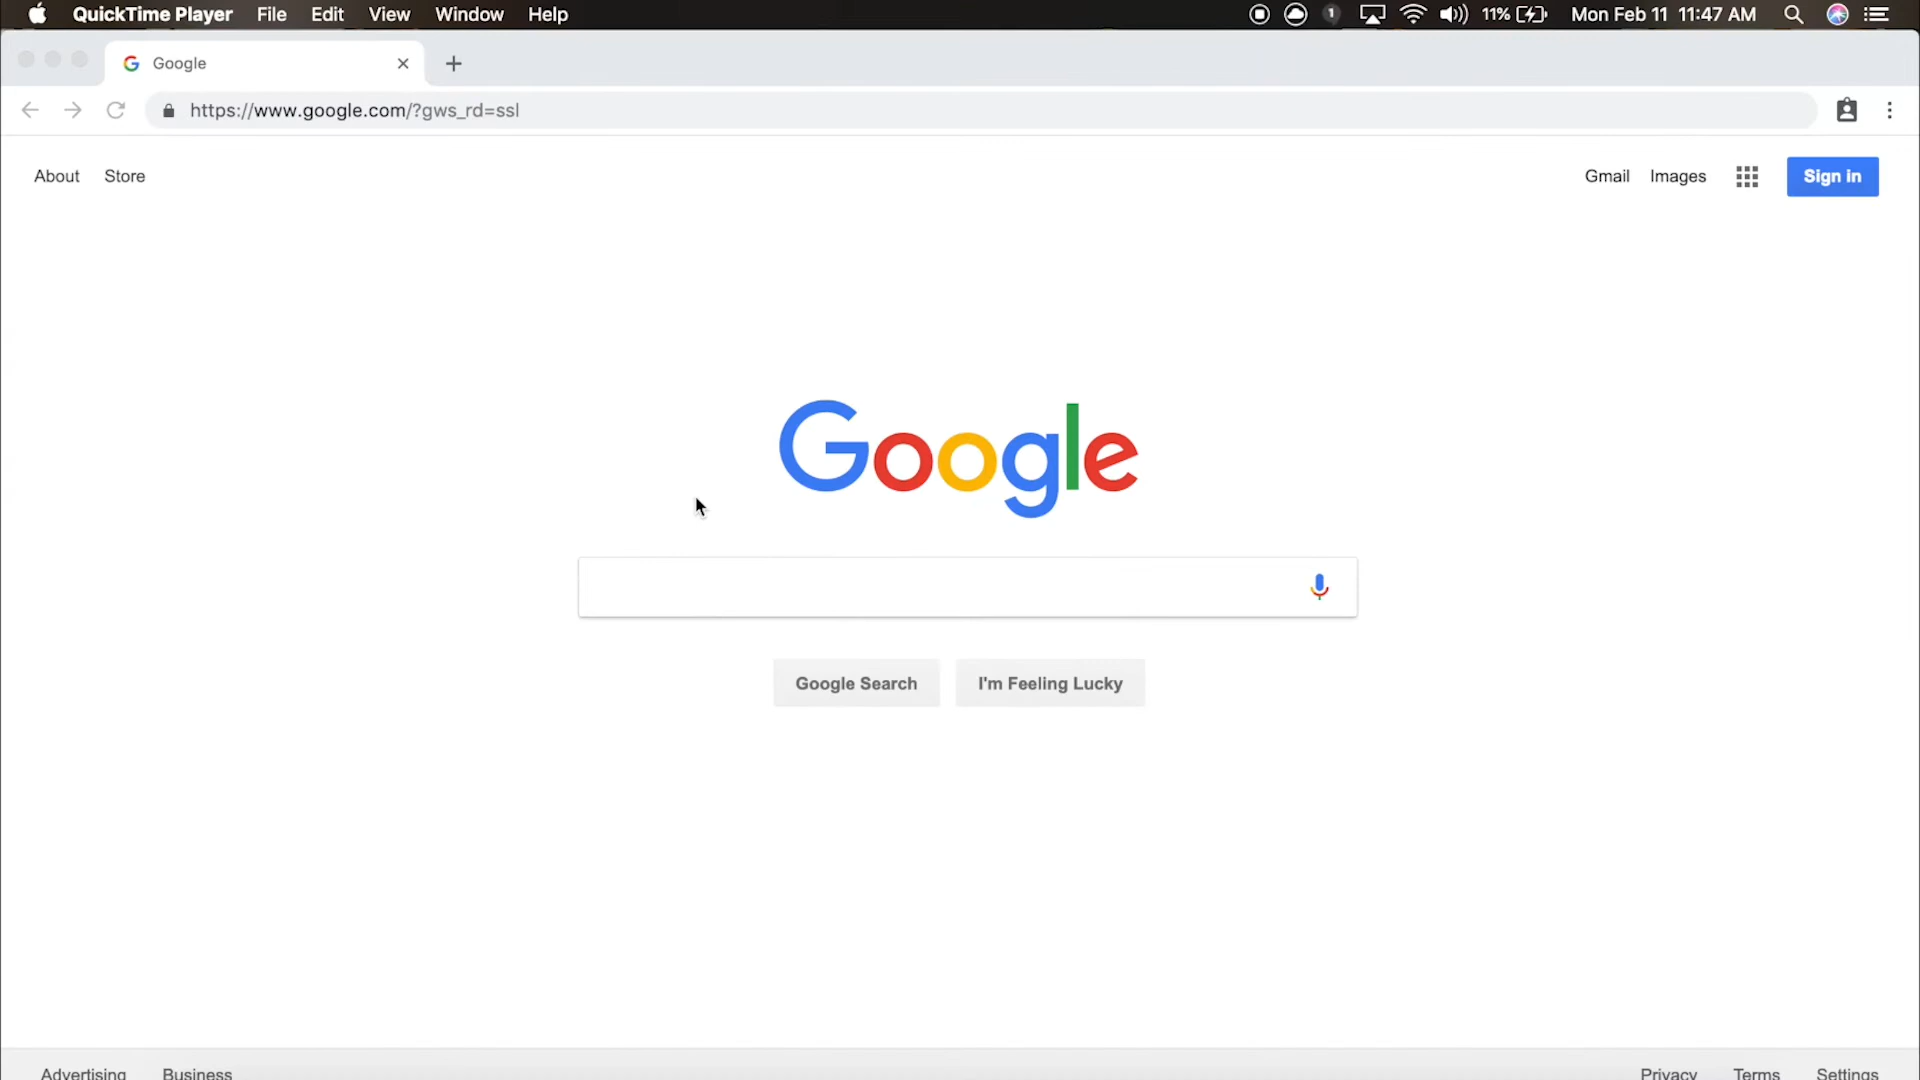 QuickTime Player File Edit View Window Help 1 11% Mon Feb 11 11:47 AM
Google
https://www.google.com/?gws_rd=ssl
About Store Gmail Images Sign in
Google
Google Search I'm Feeling Lucky
Advertising Business Privacy Terms Settings